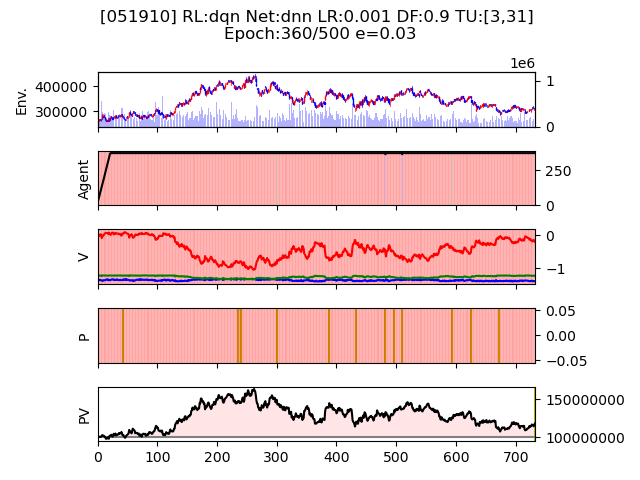 [051910] RL:dqn Net:dnn LR:0.001 DF:0.9 TU:[3,31]
Epoch:360/500 e=0.03
1e6
Env.
400000
300000
1
0
Agent
250
0
V
0
−1
P
0.05
0.00
−0.05
PV
150000000
100000000
0 100 200 300 400 500 600 700